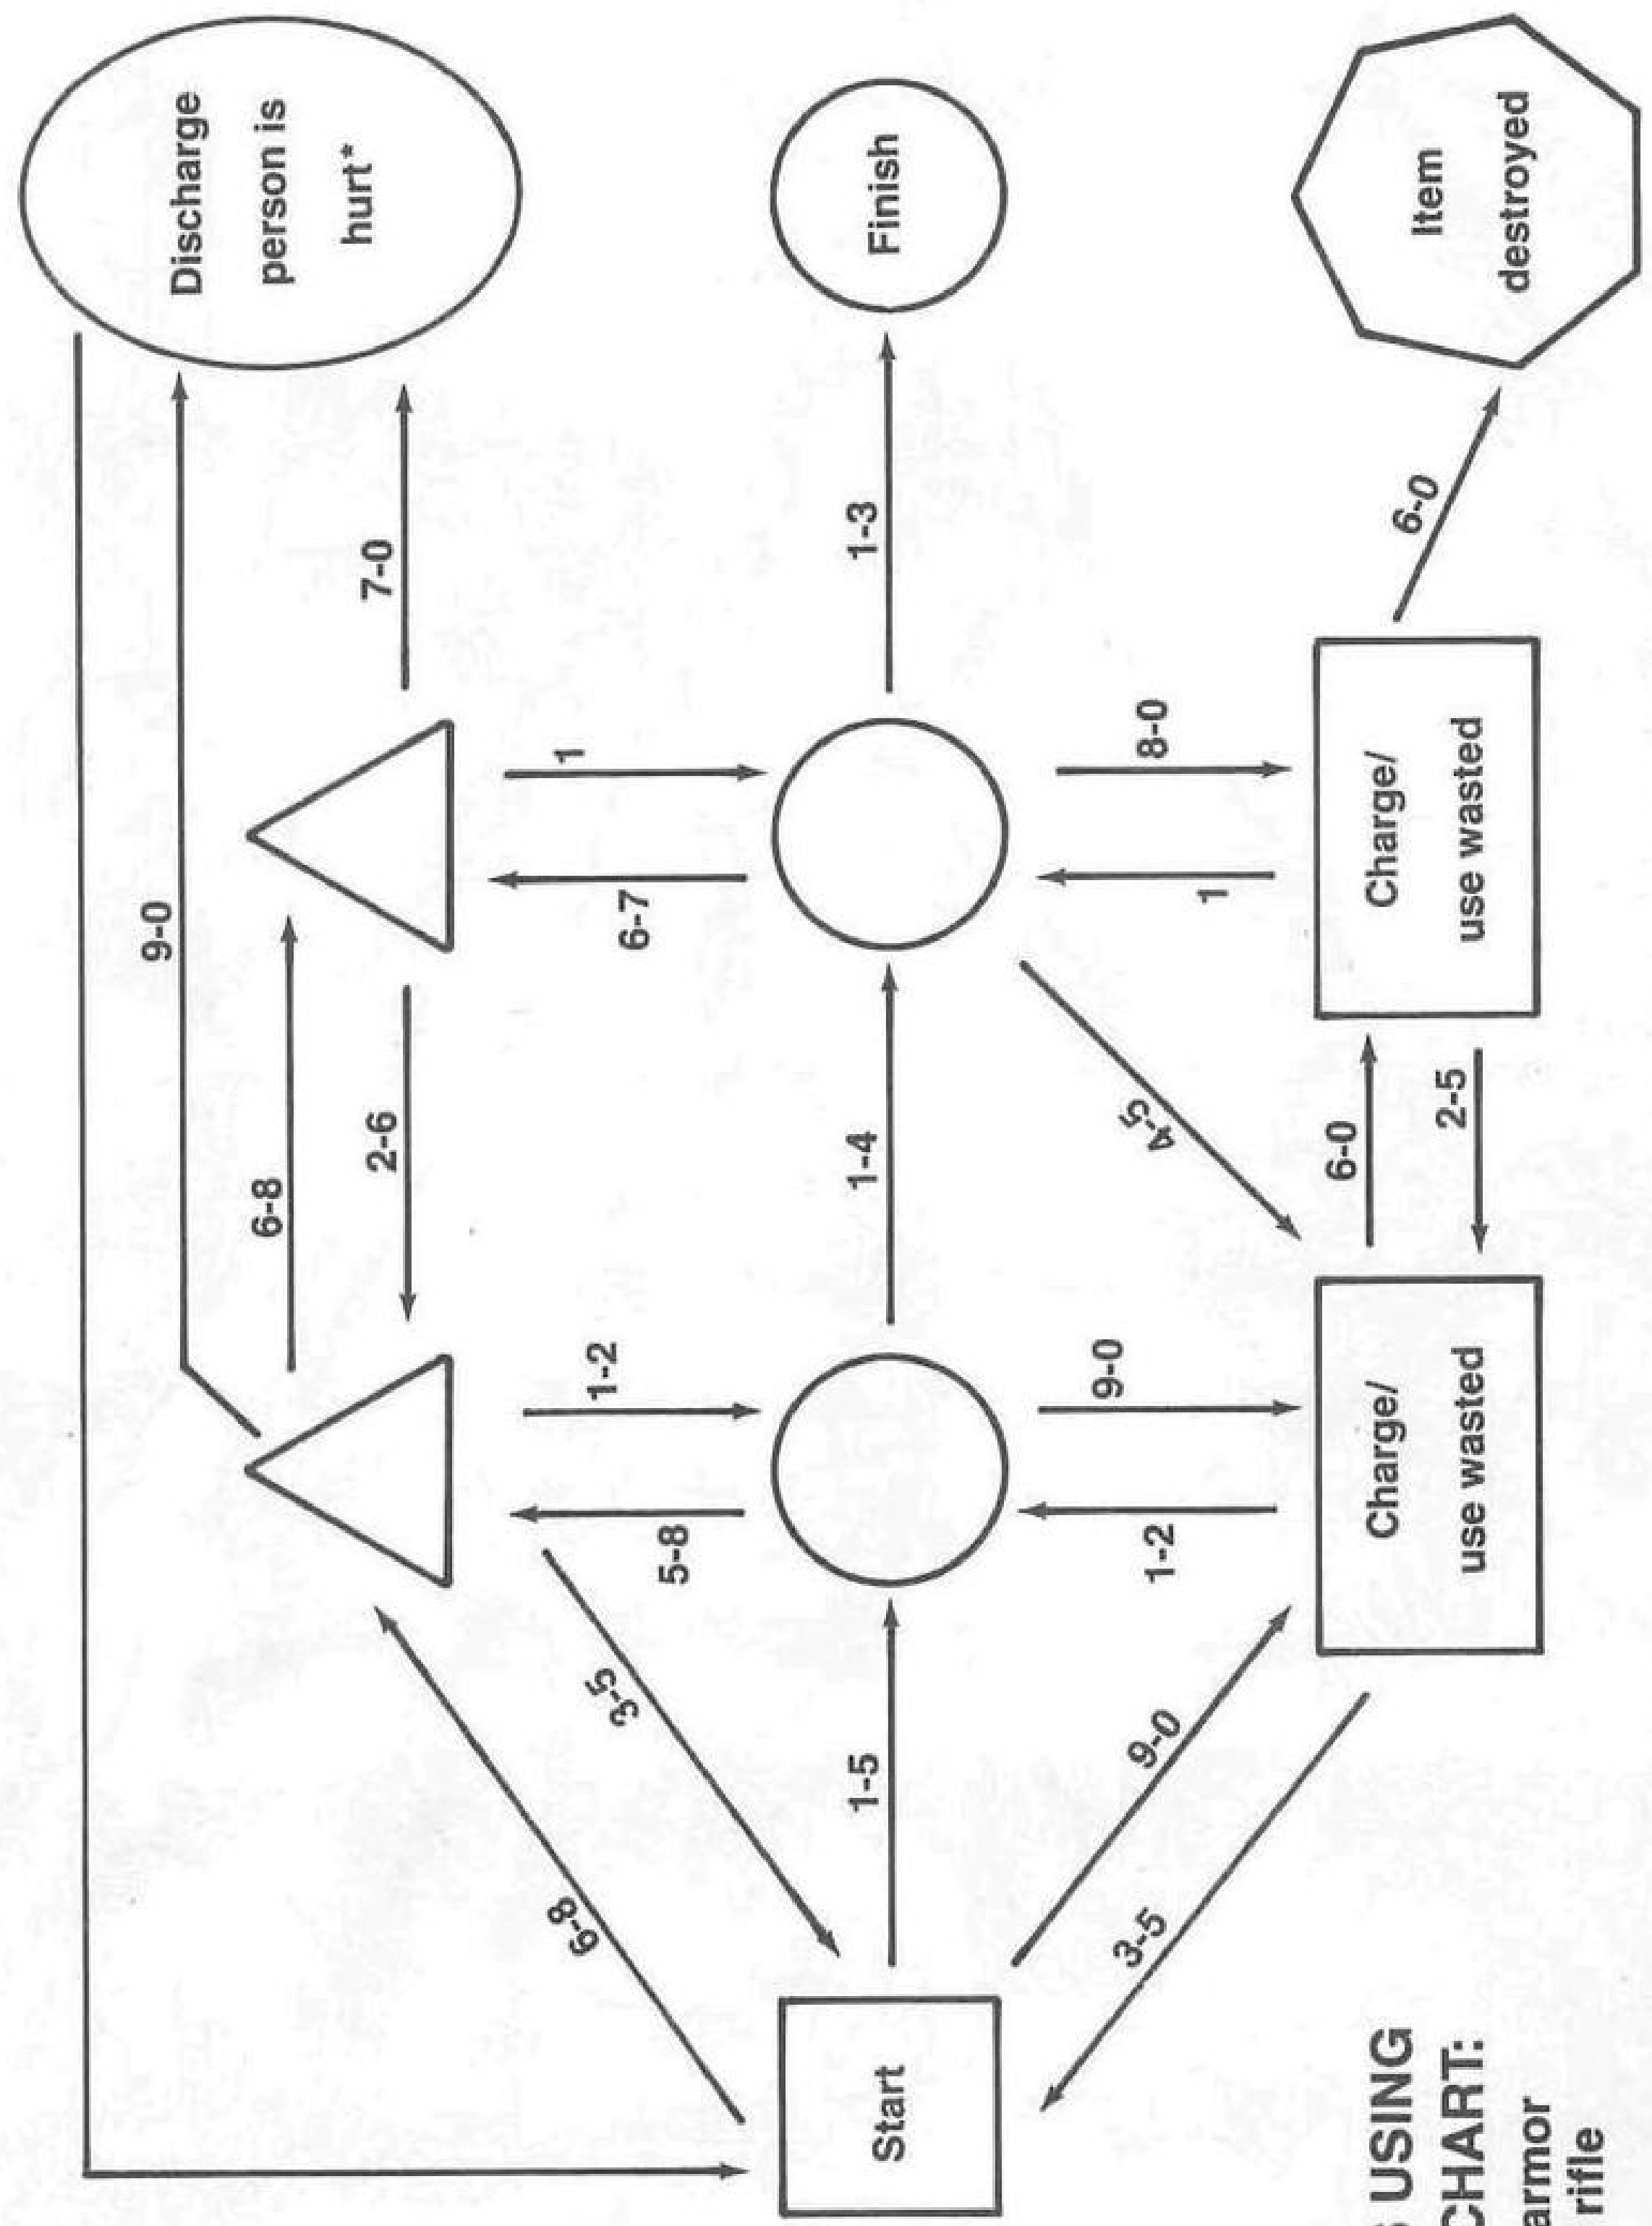 Discharge
person is
hurt*
9-0
7-0
6-8
2-6
1
6-7
1-2
5-8
6-8
3-5
Start
1-5
1-4
1-3
Finish
9-0
3-5
1-2
9-0
4-5
1
8-0
Charge/
use wasted
6-0
2-5
Charge/
use wasted
6-0
Item
destroyed
USING
CHART:
armor
rifle